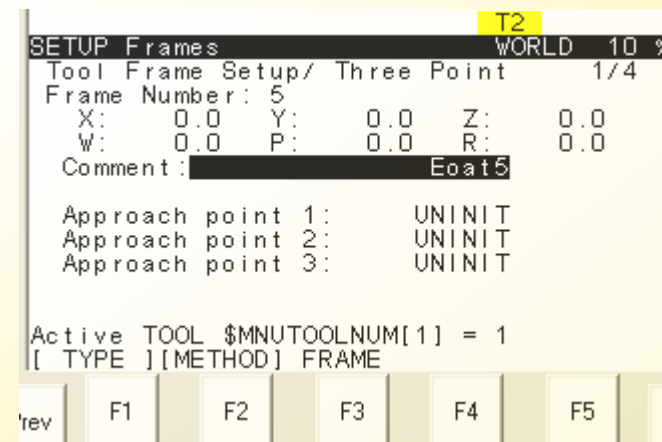 T2
SETUP Frames WORLD 10 %
Tool Frame Setup/ Three Point 1/4
Frame Number: 5
X: 0.0 Y: 0.0 Z: 0.0
W: 0.0 P: 0.0 R: 0.0
Comment: Eoat5
Approach point 1: UNINIT
Approach point 2: UNINIT
Approach point 3: UNINIT
Active TOOL $MNUTOOLNUM[1] = 1
[ TYPE ][METHOD] FRAME
rev F1 F2 F3 F4 F5